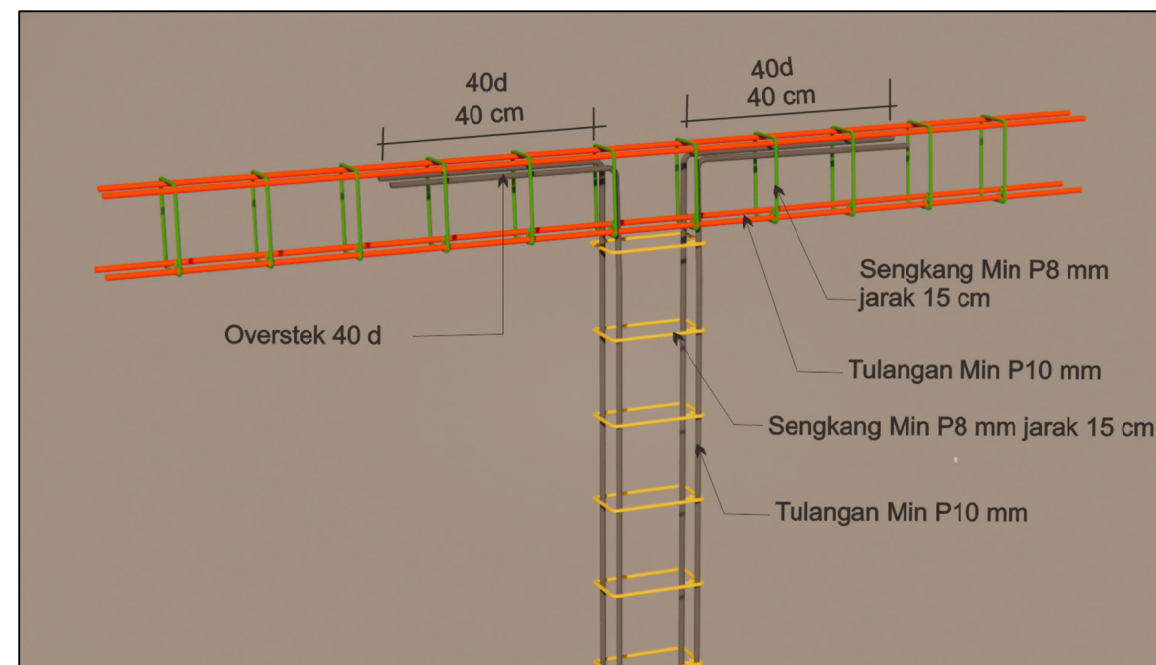 40d
40 cm
40d
40 cm
Sengkang Min P8 mm
jarak 15 cm
Overstek 40 d
Tulangan Min P10 mm
Sengkang Min P8 mm jarak 15 cm
Tulangan Min P10 mm